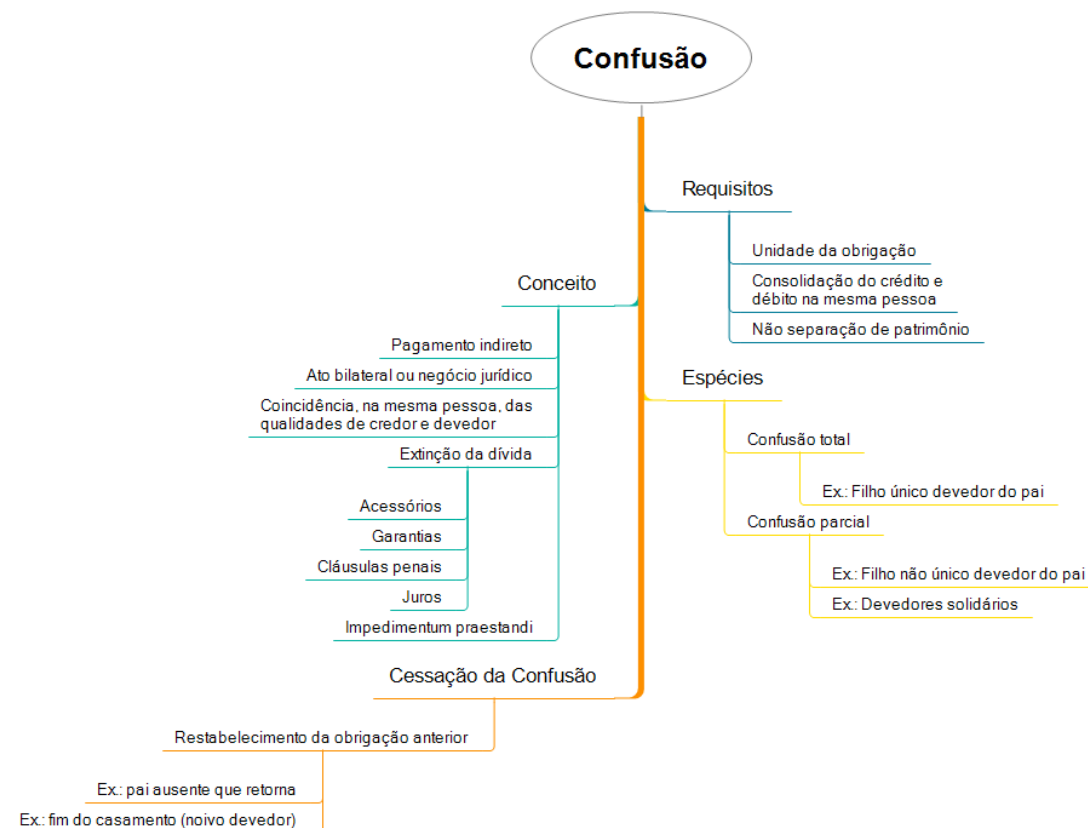 Confusão
Requisitos
Unidade da obrigação
Consolidação do crédito e
débito na mesma pessoa
Não separação de patrimônio
Conceito
Pagamento indireto
Ato bilateral ou negócio jurídico
Coincidência, na mesma pessoa, das
qualidades de credor e devedor
Extinção da dívida
Acessórios
Garantias
Cláusulas penais
Juros
Impedimentum praestandi
Espécies
Confusão total
Ex.: Filho único devedor do pai
Confusão parcial
Ex.: Filho não único devedor do pai
Ex.: Devedores solidários
Cessação da Confusão
Restabelecimento da obrigação anterior
Ex.: pai ausente que retorna
Ex.: fim do casamento (noivo devedor)